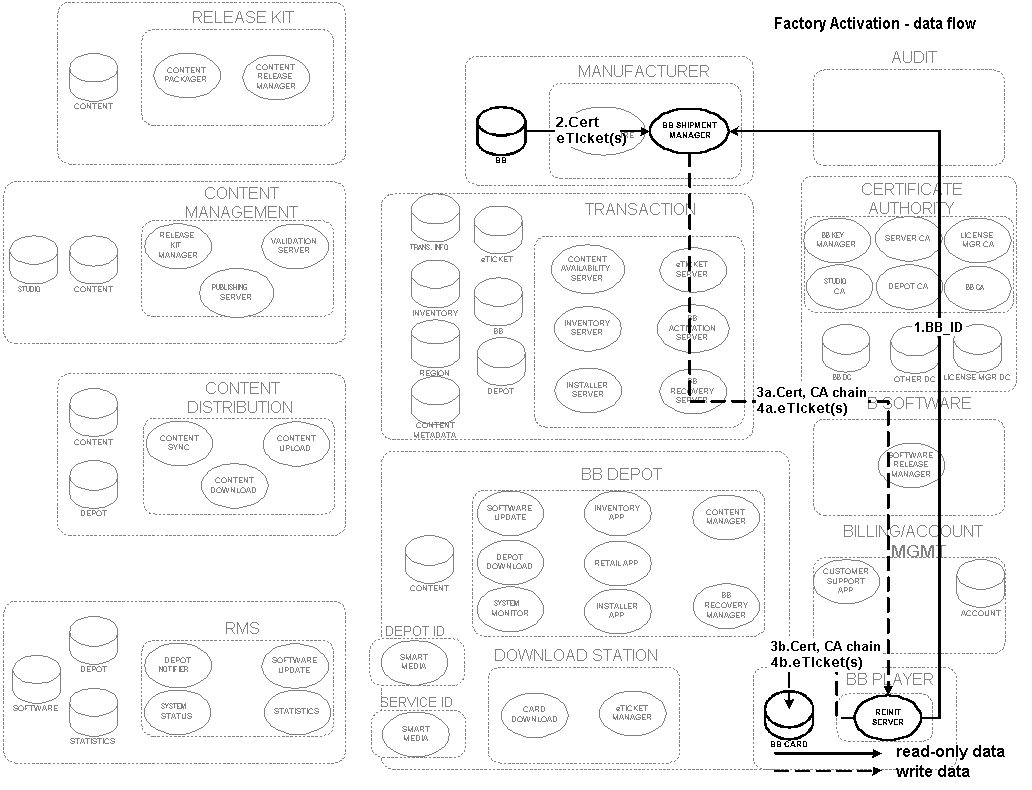 Factory Activation - data flow
RELEASE KIT
CONTENT
PACKAGER
CONTENT
RELEASE
MANAGER
CONTENT
MANUFACTURER
2.Cert
eTIcket(s)
BB SHIPMENT
MANAGER
BB
AUDIT
CONTENT
MANAGEMENT
RELEASE
KIT
MANAGER
VALIDATION
SERVER
PUBLISHING
SERVER
STUDIO
CONTENT
TRANSACTION
TRANS. INFO
eTICKET
INVENTORY
BB
REGION
DEPOT
CONTENT
METADATA
CONTENT
AVAILABILITY
SERVER
eTICKET
SERVER
INVENTORY
SERVER
BB
ACTIVATION
SERVER
INSTALLER
SERVER
BB
RECOVERY
SERVER
CERTIFICATE
AUTHORITY
BB KEY
MANAGER
SERVER CA
LICENSE
MGR CA
STUDIO
CA
DEPOT CA
BB CA
1.BB_ID
BB DC
OTHER DC
LICENSE MGR DC
3a.Cert, CA chain
4a.eTIcket(s)
B SOFTWARE
SOFTWARE
RELEASE
MANAGER
CONTENT
DISTRIBUTION
CONTENT
SYNC
CONTENT
UPLOAD
CONTENT
DOWNLOAD
CONTENT
DEPOT
BB DEPOT
SOFTWARE
UPDATE
INVENTORY
APP
CONTENT
MANAGER
DEPOT
DOWNLOAD
RETAIL APP
SYSTEM
MONITOR
INSTALLER
APP
BB
RECOVERY
MANAGER
CONTENT
BILLING/ACCOUNT
MGMT
CUSTOMER
SUPPORT
APP
ACCOUNT
RMS
DEPOT
NOTIFIER
SOFTWARE
UPDATE
SYSTEM
STATUS
STATISTICS
DEPOT
SOFTWARE
STATISTICS
DEPOT ID
SMART
MEDIA
SERVICE ID
SMART
MEDIA
DOWNLOAD STATION
CARD
DOWNLOAD
eTICKET
MANAGER
3b.Cert, CA chain
4b.eTIcket(s)
BB PLAYER
REINIT
SERVER
BB CARD
read-only data
write data